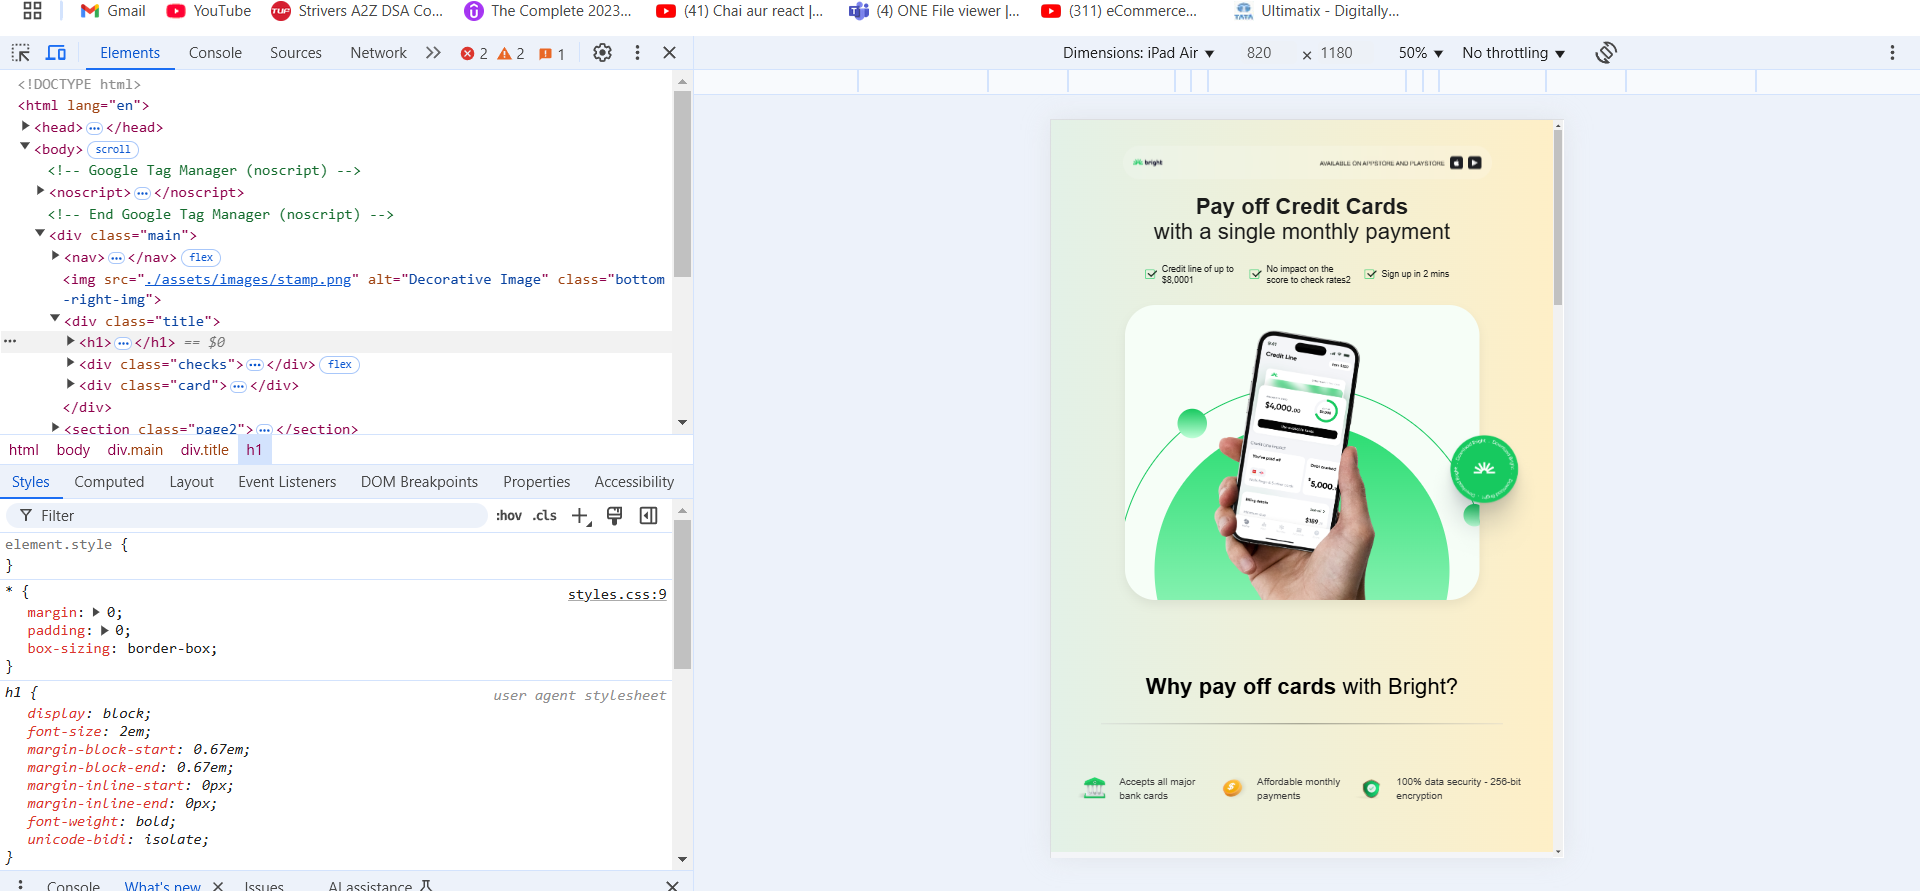 Gmail
YouTube
Strivers A2Z DSA Co...
The Complete 2023...
(41) Chai aur react |...
(4) ONE File viewer |...
(311) eCommerce...
Ultimatix - Digitally...
Elements Console Sources Network 2 2 1
<!DOCTYPE html>
<html lang="en">
<head> ··· </head>
<body> scroll
<!-- Google Tag Manager (noscript) -->
<noscript> ··· </noscript>
<!-- End Google Tag Manager (noscript) -->
<div class="main">
<nav> ··· </nav> flex
<img src="./assets/images/stamp.png" alt="Decorative Image" class="bottom
-right-img">
<div class="title">
<h1> ··· </h1> == $0
<div class="checks"> ··· </div> flex
<div class="card"> ··· </div>
</div>
<section class="page2"> ··· </section>
html body div.main div.title h1
Styles Computed Layout Event Listeners DOM Breakpoints Properties Accessibility
Filter :hov .cls
element.style {
}
* { styles.css:9
margin: 0;
padding: 0;
box-sizing: border-box;
}
h1 { user agent stylesheet
display: block;
font-size: 2em;
margin-block-start: 0.67em;
margin-block-end: 0.67em;
margin-inline-start: 0px;
margin-inline-end: 0px;
font-weight: bold;
unicode-bidi: isolate;
}
Console What's new Issues AI assistance
Dimensions: iPad Air 820 × 1180 50% No throttling
bright AVAILABLE ON APPSTORE AND PLAYSTORE
Pay off Credit Cards
with a single monthly payment
Credit line of up to
$8,0001
No impact on the
score to check rates2
Sign up in 2 mins
Credit Line
$4,000.00
You've paid off
$5,000.
$189
Why pay off cards with Bright?
Accepts all major
bank cards
Affordable monthly
payments
100% data security - 256-bit
encryption